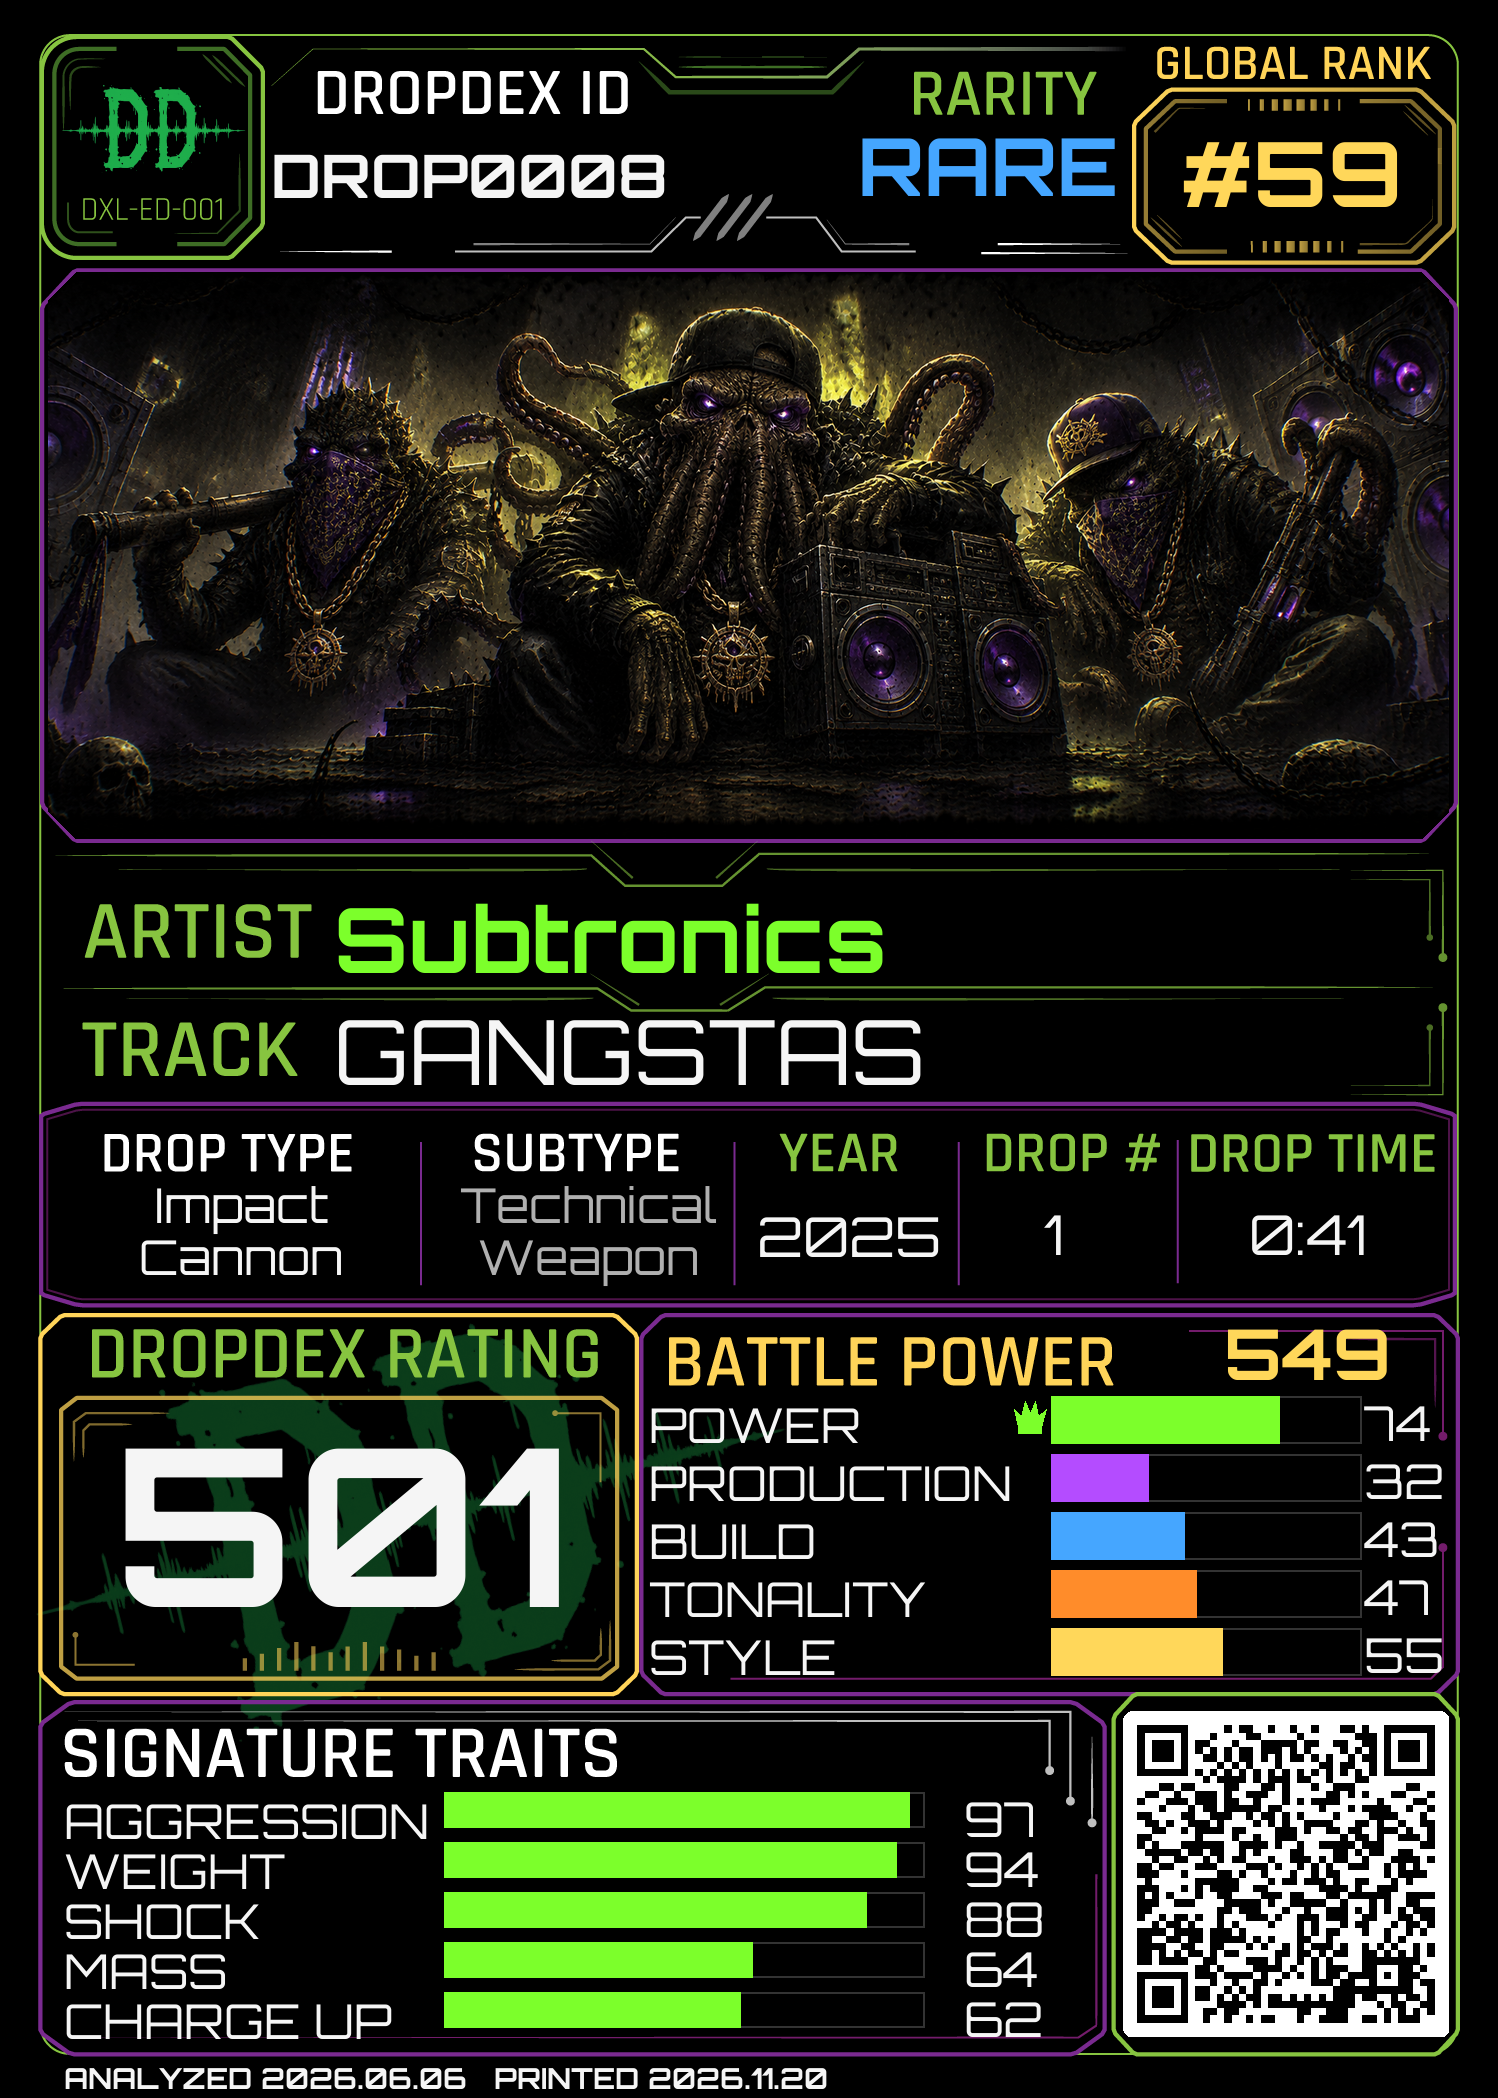 DROPDEX ID
DROP0008
RARITY
RARE
GLOBAL RANK
#59
DD
DXL-ED-001
ARTIST Subtronics
TRACK GANGSTAS
DROP TYPE
Impact
Cannon
SUBTYPE
Technical
Weapon
YEAR
2025
DROP #
1
DROP TIME
0:41
DROPDEX RATING
501
BATTLE POWER 549
POWER 74
PRODUCTION 32
BUILD 43
TONALITY 47
STYLE 55
SIGNATURE TRAITS
AGGRESSION 97
WEIGHT 94
SHOCK 88
MASS 64
CHARGE UP 62
ANALYZED 2026.06.06 PRINTED 2026.11.20